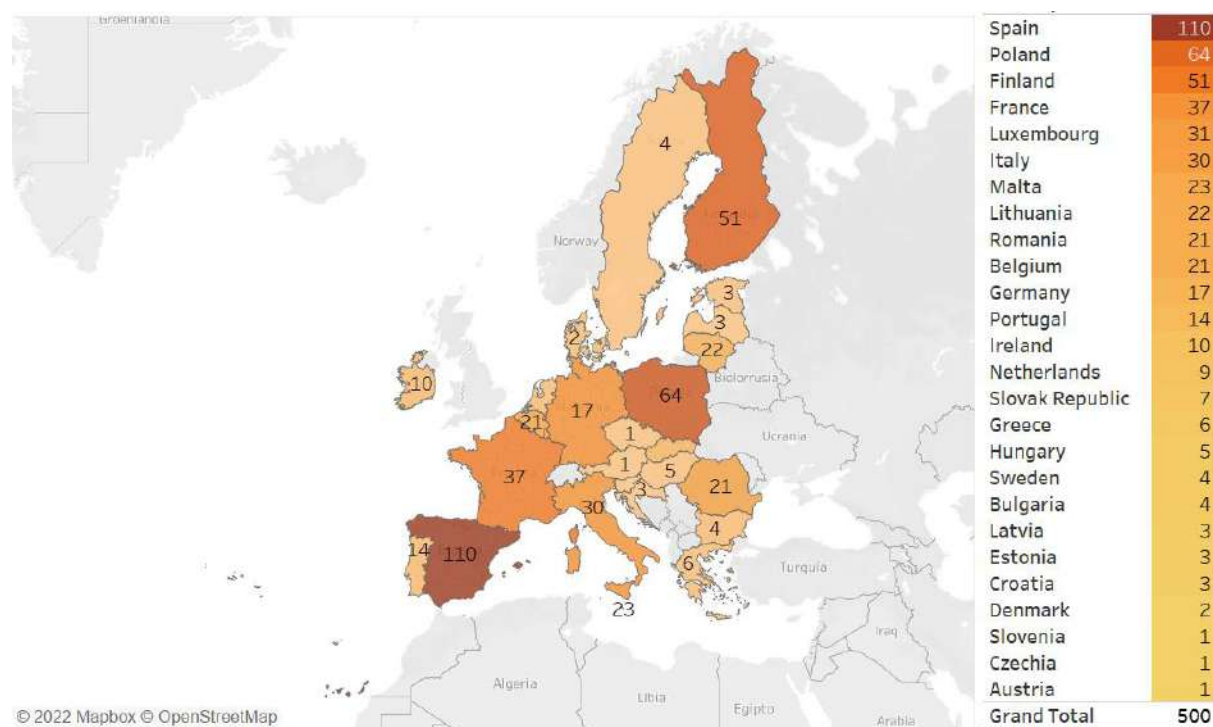 Groenlandia
4
51
Norway
3
3
2
22
10
Bielorrusia
64
21
17
1
Ucrania
1
5
37
3
21
30
4
14
110
6
Turquía
23
Iraq
Argelia
Libia
Egipto
Arabia
© 2022 Mapbox © OpenStreetMap
Spain 110
Poland 64
Finland 51
France 37
Luxembourg 31
Italy 30
Malta 23
Lithuania 22
Romania 21
Belgium 21
Germany 17
Portugal 14
Ireland 10
Netherlands 9
Slovak Republic 7
Greece 6
Hungary 5
Sweden 4
Bulgaria 4
Latvia 3
Estonia 3
Croatia 3
Denmark 2
Slovenia 1
Czechia 1
Austria 1
Grand Total 500